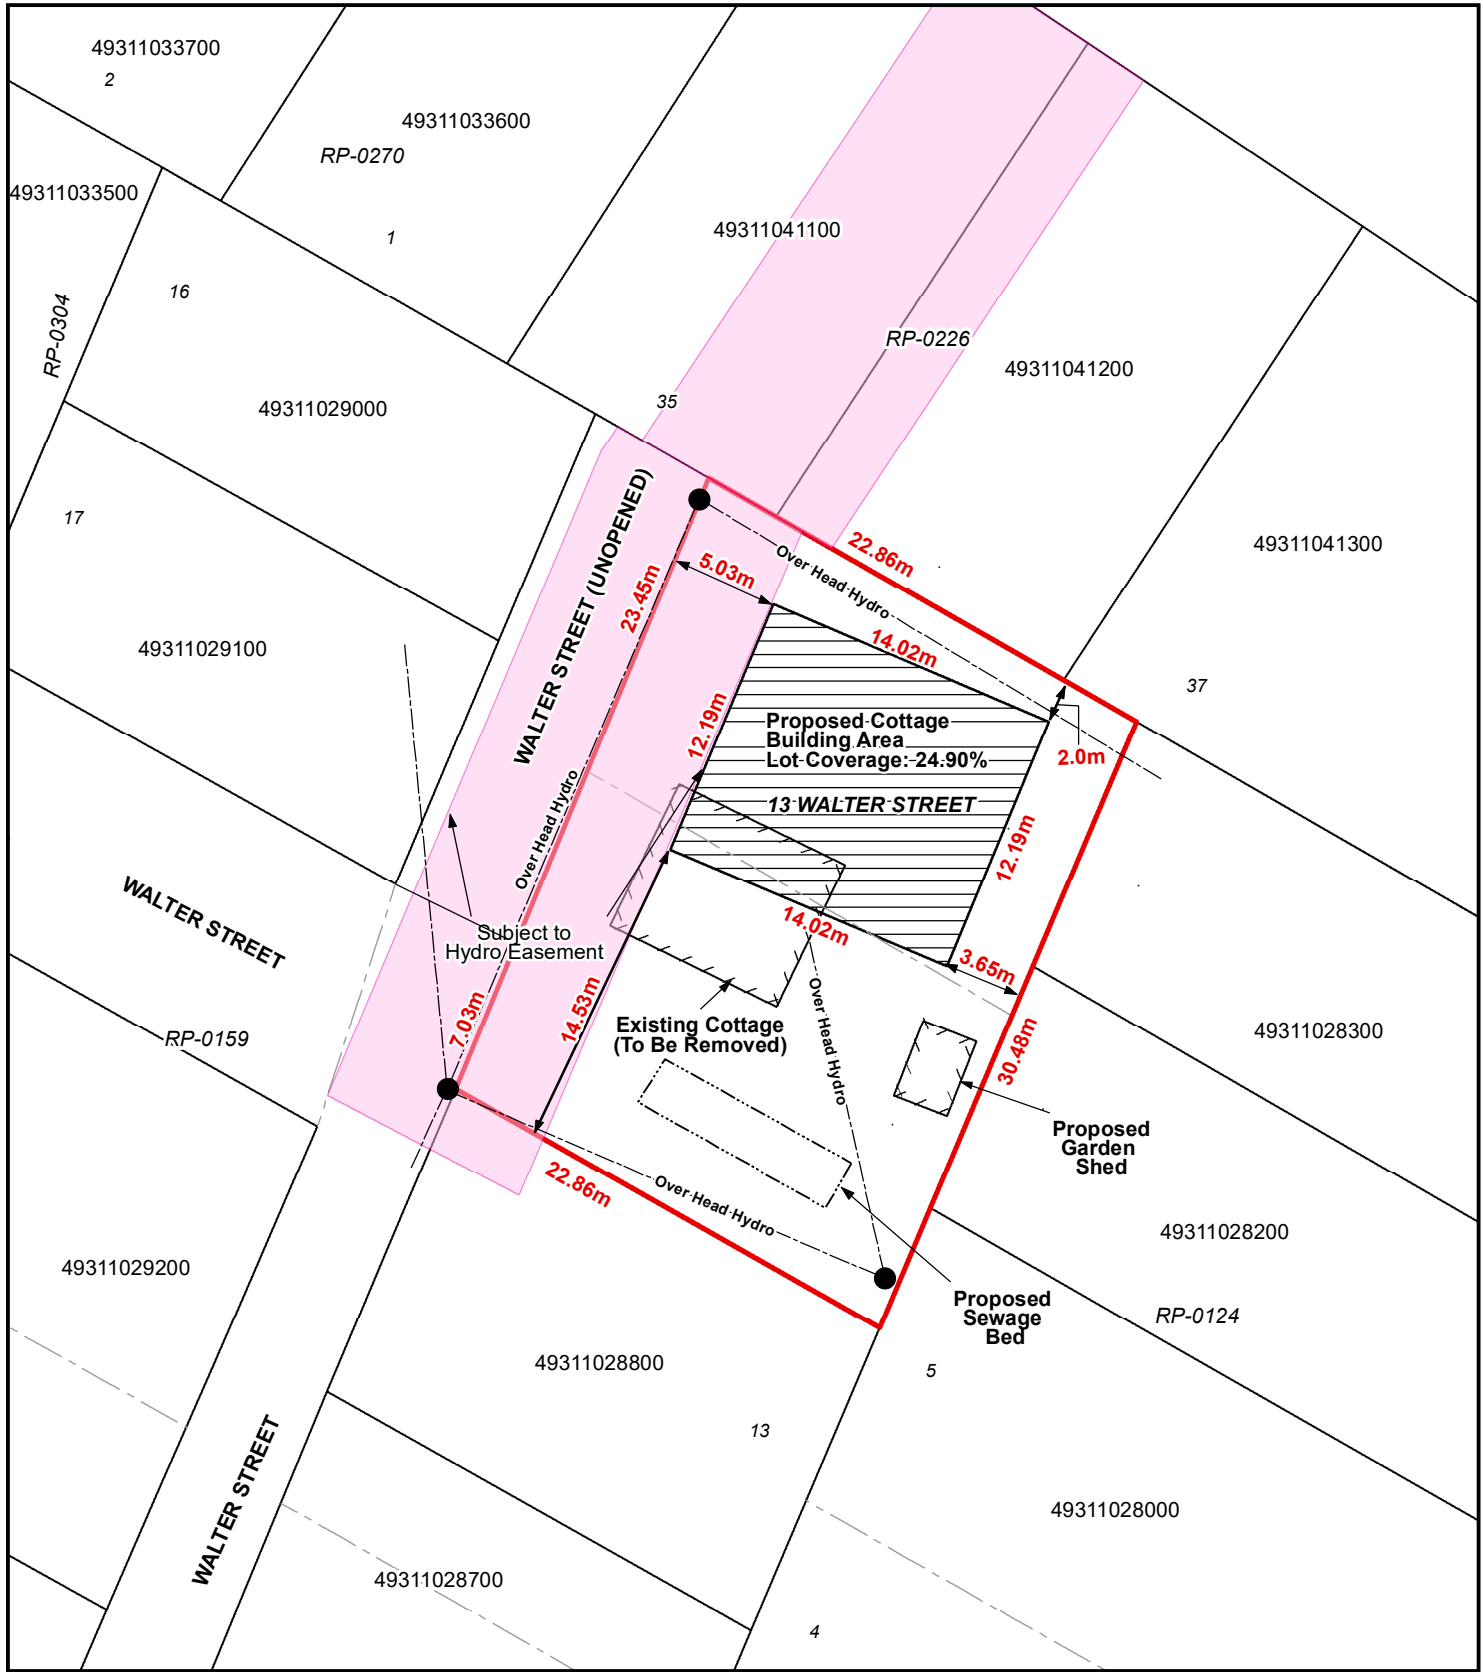 49311033700
2
49311033600
RP-0270
49311033500
1
49311041100
16
RP-0304
RP-0226
49311041200
35
49311029000
17
49311041300
49311029100
37
WALTER STREET (UNOPENED)
23.45m
5.03m
Over Head Hydro
22.86m
14.02m
12.19m
Proposed Cottage
Building Area
Lot Coverage: 24.90%
13 WALTER STREET
2.0m
12.19m
Over Head Hydro
14.02m
3.65m
WALTER STREET
Subject to
Hydro Easement
7.03m
14.53m
Existing Cottage
(To Be Removed)
Over Head Hydro
30.48m
49311028300
RP-0159
Proposed
Garden
Shed
22.86m
Over Head Hydro
49311028200
49311029200
Proposed
Sewage
Bed
RP-0124
49311028800
5
13
WALTER STREET
49311028000
49311028700
4